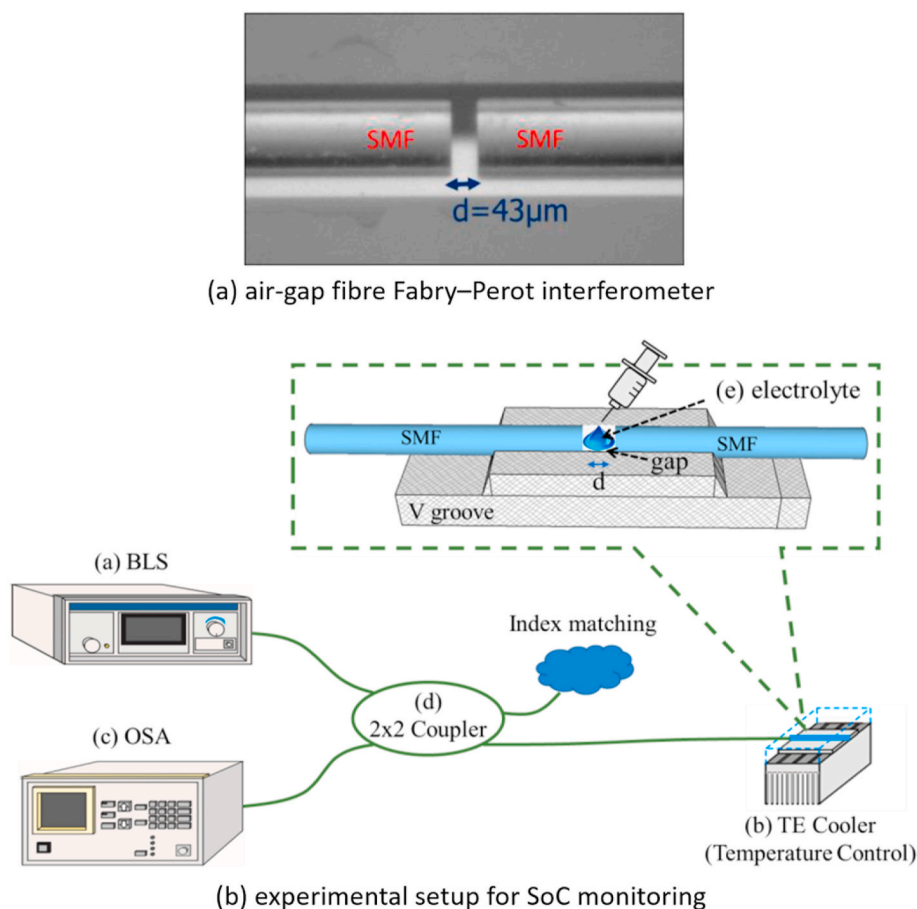 SMF SMF
d=43μm
(a) air-gap fibre Fabry–Perot interferometer
(e) electrolyte
SMF SMF
gap
d
V groove
(a) BLS
Index matching
(d)
2x2 Coupler
(c) OSA
(b) TE Cooler
(Temperature Control)
(b) experimental setup for SoC monitoring